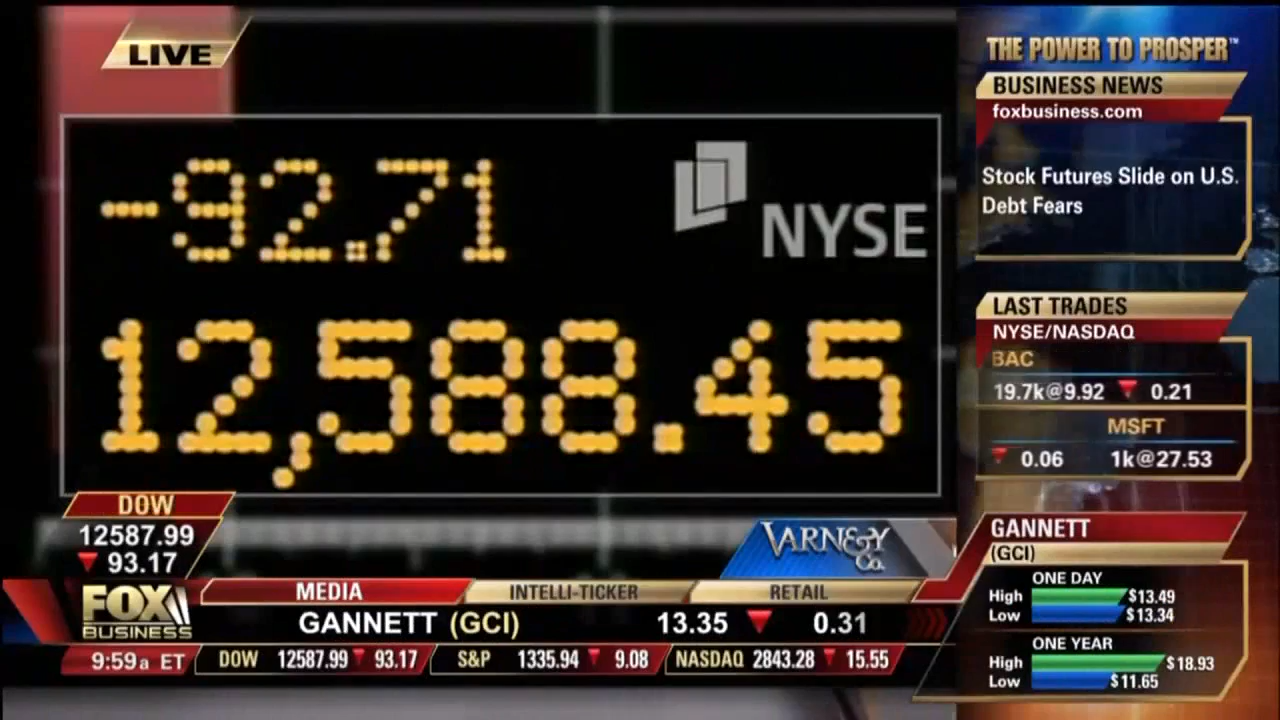 LIVE
-92.71
NYSE
12,588.45
DOW
12587.99
▼ 93.17
VARNEY & Co.
FOX
BUSINESS
MEDIA
INTELLI-TICKER
RETAIL
GANNETT (GCI) 13.35 ▼ 0.31
9:59a ET
DOW 12587.99 ▼ 93.17
S&P 1335.94 ▼ 9.08
NASDAQ 2843.28 ▼ 15.55
THE POWER TO PROSPER™
BUSINESS NEWS
foxbusiness.com
Stock Futures Slide on U.S.
Debt Fears
LAST TRADES
NYSE/NASDAQ
BAC
19.7k@9.92 ▼ 0.21
MSFT
▼ 0.06 1k@27.53
GANNETT
(GCI)
ONE DAY
High $13.49
Low $13.34
ONE YEAR
High $18.93
Low $11.65